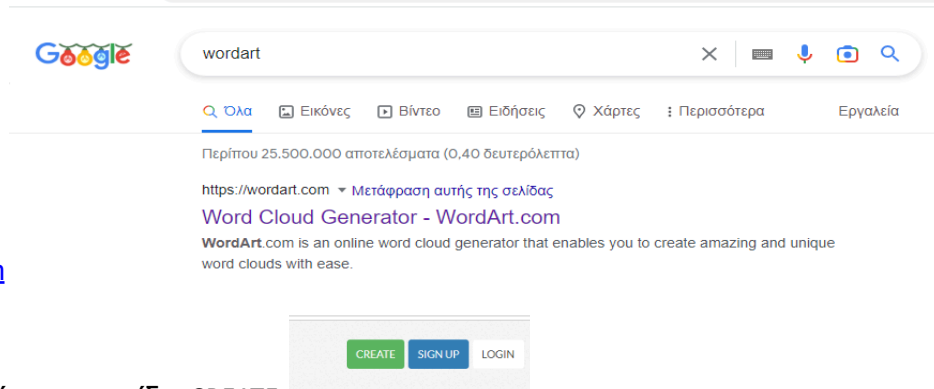 Google
wordart
Όλα Εικόνες Βίντεο Ειδήσεις Χάρτες Περισσότερα Εργαλεία
Περίπου 25.500.000 αποτελέσματα (0,40 δευτερόλεπτα)
https://wordart.com Μετάφραση αυτής της σελίδας
Word Cloud Generator - WordArt.com
WordArt.com is an online word cloud generator that enables you to create amazing and unique
word clouds with ease.
CREATE SIGN UP LOGIN